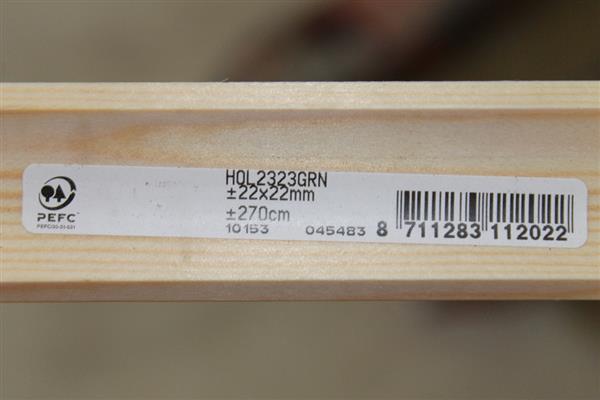 HOL2323GRN
±22x22mm
±270cm
10153 045483
8 711283 112022
PEFC